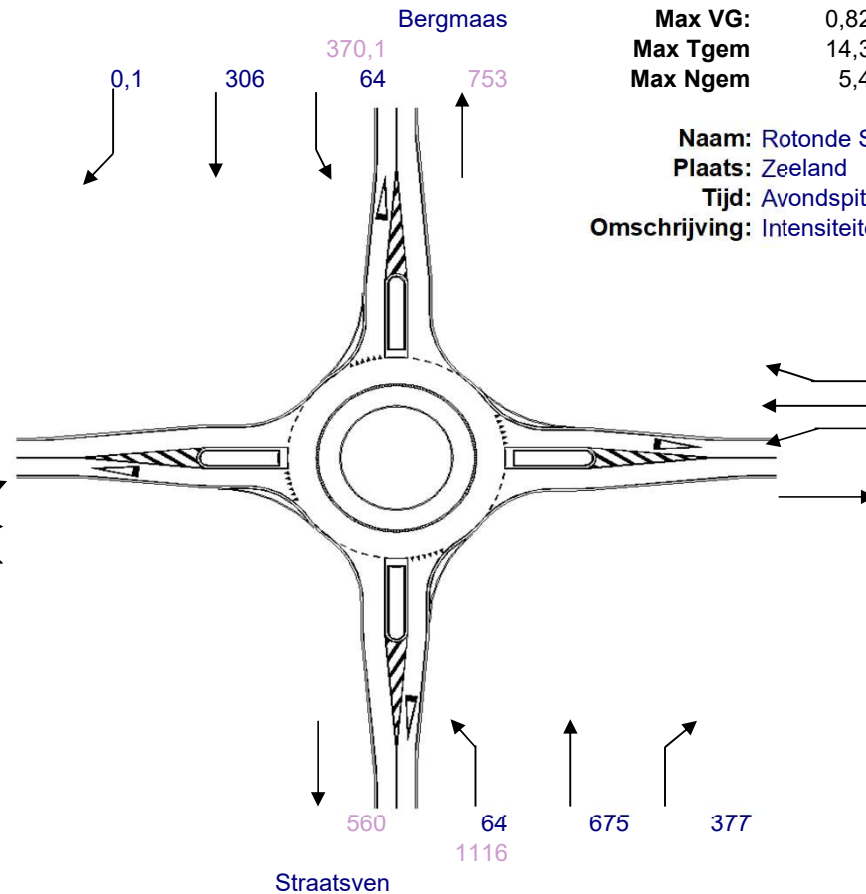 Bergmaas
370,1
0,1 306 64 753
Max VG: 0,82
Max Tgem 14,3
Max Ngem 5,4
Naam: Rotonde S
Plaats: Zeeland
Tijd: Avondspit
Omschrijving: Intensiteite
560 64 675 377
1116
Straatsven